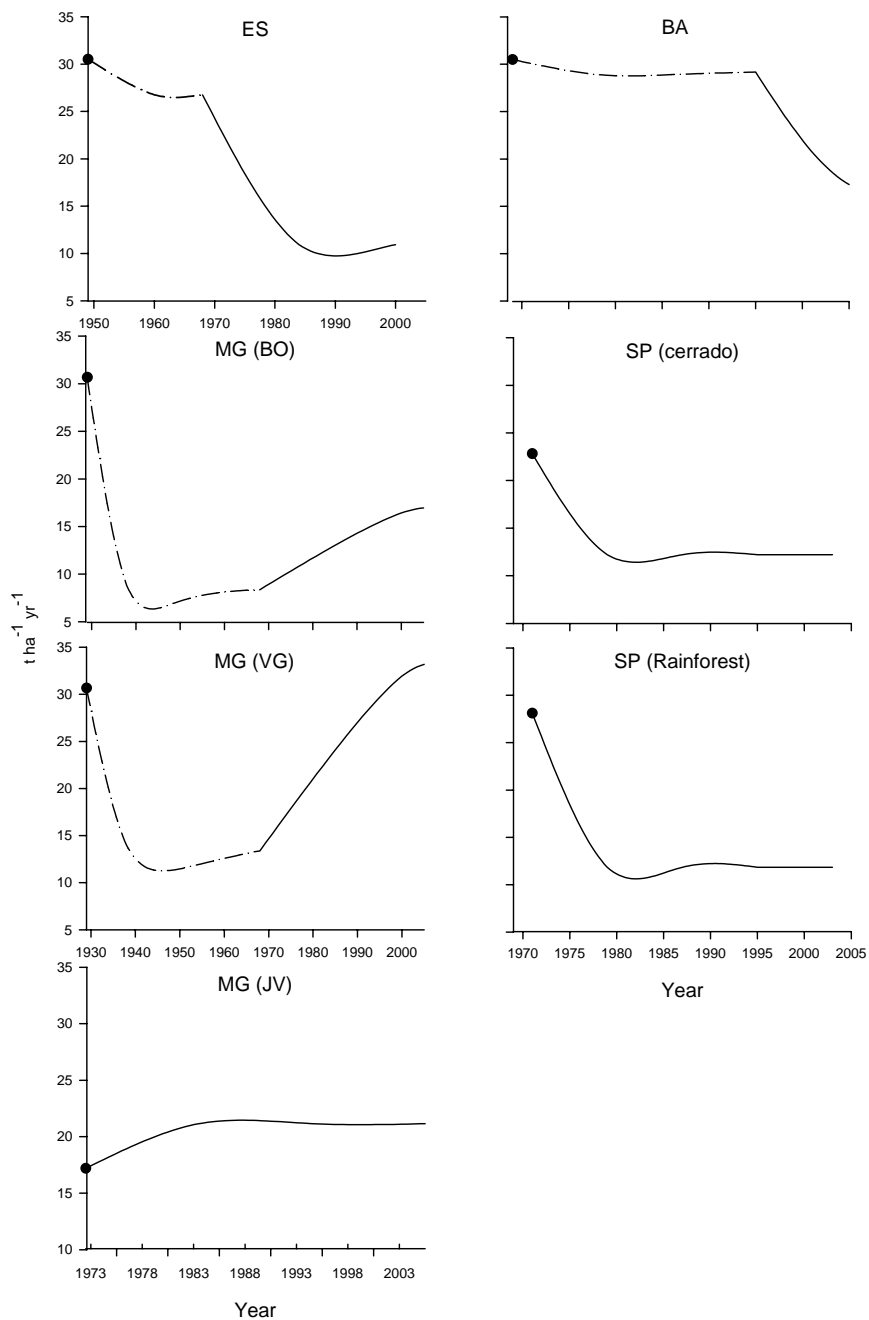 ES
35
30
25
20
15
10
5
1950 1960 1970 1980 1990 2000
BA
MG (BO)
35
30
25
20
15
10
5
SP (cerrado)
t ha-1 yr-1
MG (VG)
35
30
25
20
15
10
5
1930 1940 1950 1960 1970 1980 1990 2000
SP (Rainforest)
1970 1975 1980 1985 1990 1995 2000 2005
Year
MG (JV)
35
30
25
20
15
10
1973 1978 1983 1988 1993 1998 2003
Year